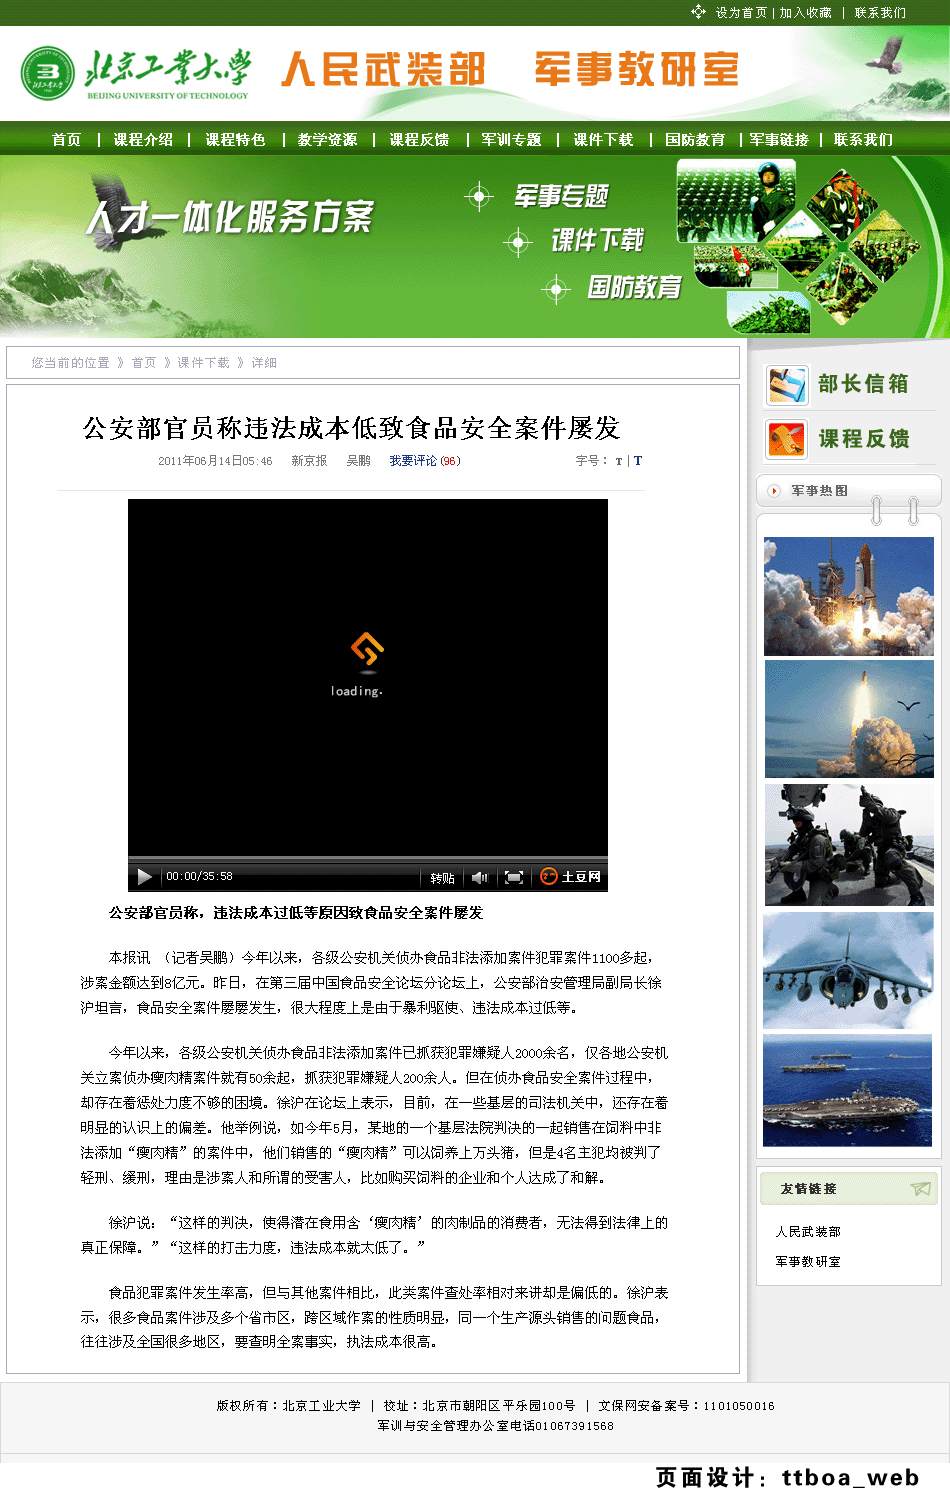 设为首页 | 加入收藏 | 联系我们
北京工业大学 人民武装部 军事教研室
BEIJING UNIVERSITY OF TECHNOLOGY
首页 | 课程介绍 | 课程特色 | 教学资源 | 课程反馈 | 军训专题 | 课件下载 | 国防教育 | 军事链接 | 联系我们
人才一体化服务方案
军事专题
课件下载
国防教育
您当前的位置 》首页 》课件下载 》详细
公安部官员称违法成本低致食品安全案件屡发
2011年06月14日05:46 新京报 吴鹏 我要评论(96) 字号： T | T
loading.
00:00/35:58 转贴 土豆网
公安部官员称，违法成本过低等原因致食品安全案件屡发
本报讯 （记者吴鹏）今年以来，各级公安机关侦办食品非法添加案件犯罪案件1100多起，
涉案金额达到8亿元。昨日，在第三届中国食品安全论坛分论坛上，公安部治安管理局副局长徐
沪坦言，食品安全案件屡屡发生，很大程度上是由于暴利驱使、违法成本过低等。
今年以来，各级公安机关侦办食品非法添加案件已抓获犯罪嫌疑人2000余名，仅各地公安机
关立案侦办瘦肉精案件就有50余起，抓获犯罪嫌疑人200余人。但在侦办食品安全案件过程中，
却存在着惩处力度不够的困境。徐沪在论坛上表示，目前，在一些基层的司法机关中，还存在着
明显的认识上的偏差。他举例说，如今年5月，某地的一个基层法院判决的一起销售在饲料中非
法添加“瘦肉精”的案件中，他们销售的“瘦肉精”可以饲养上万头猪，但是4名主犯均被判了
轻刑、缓刑，理由是涉案人和所谓的受害人，比如购买饲料的企业和个人达成了和解。
徐沪说：“这样的判决，使得潜在食用含‘瘦肉精’的肉制品的消费者，无法得到法律上的
真正保障。”“这样的打击力度，违法成本就太低了。”
食品犯罪案件发生率高，但与其他案件相比，此类案件查处率相对来讲却是偏低的。徐沪表
示，很多食品案件涉及多个省市区，跨区域作案的性质明显，同一个生产源头销售的问题食品，
往往涉及全国很多地区，要查明全案事实，执法成本很高。
部长信箱
课程反馈
军事热图
友情链接
人民武装部
军事教研室
版权所有：北京工业大学 | 校址：北京市朝阳区平乐园100号 | 文保网安备案号：1101050016
军训与安全管理办公室电话01067391568
页面设计：ttboa_web